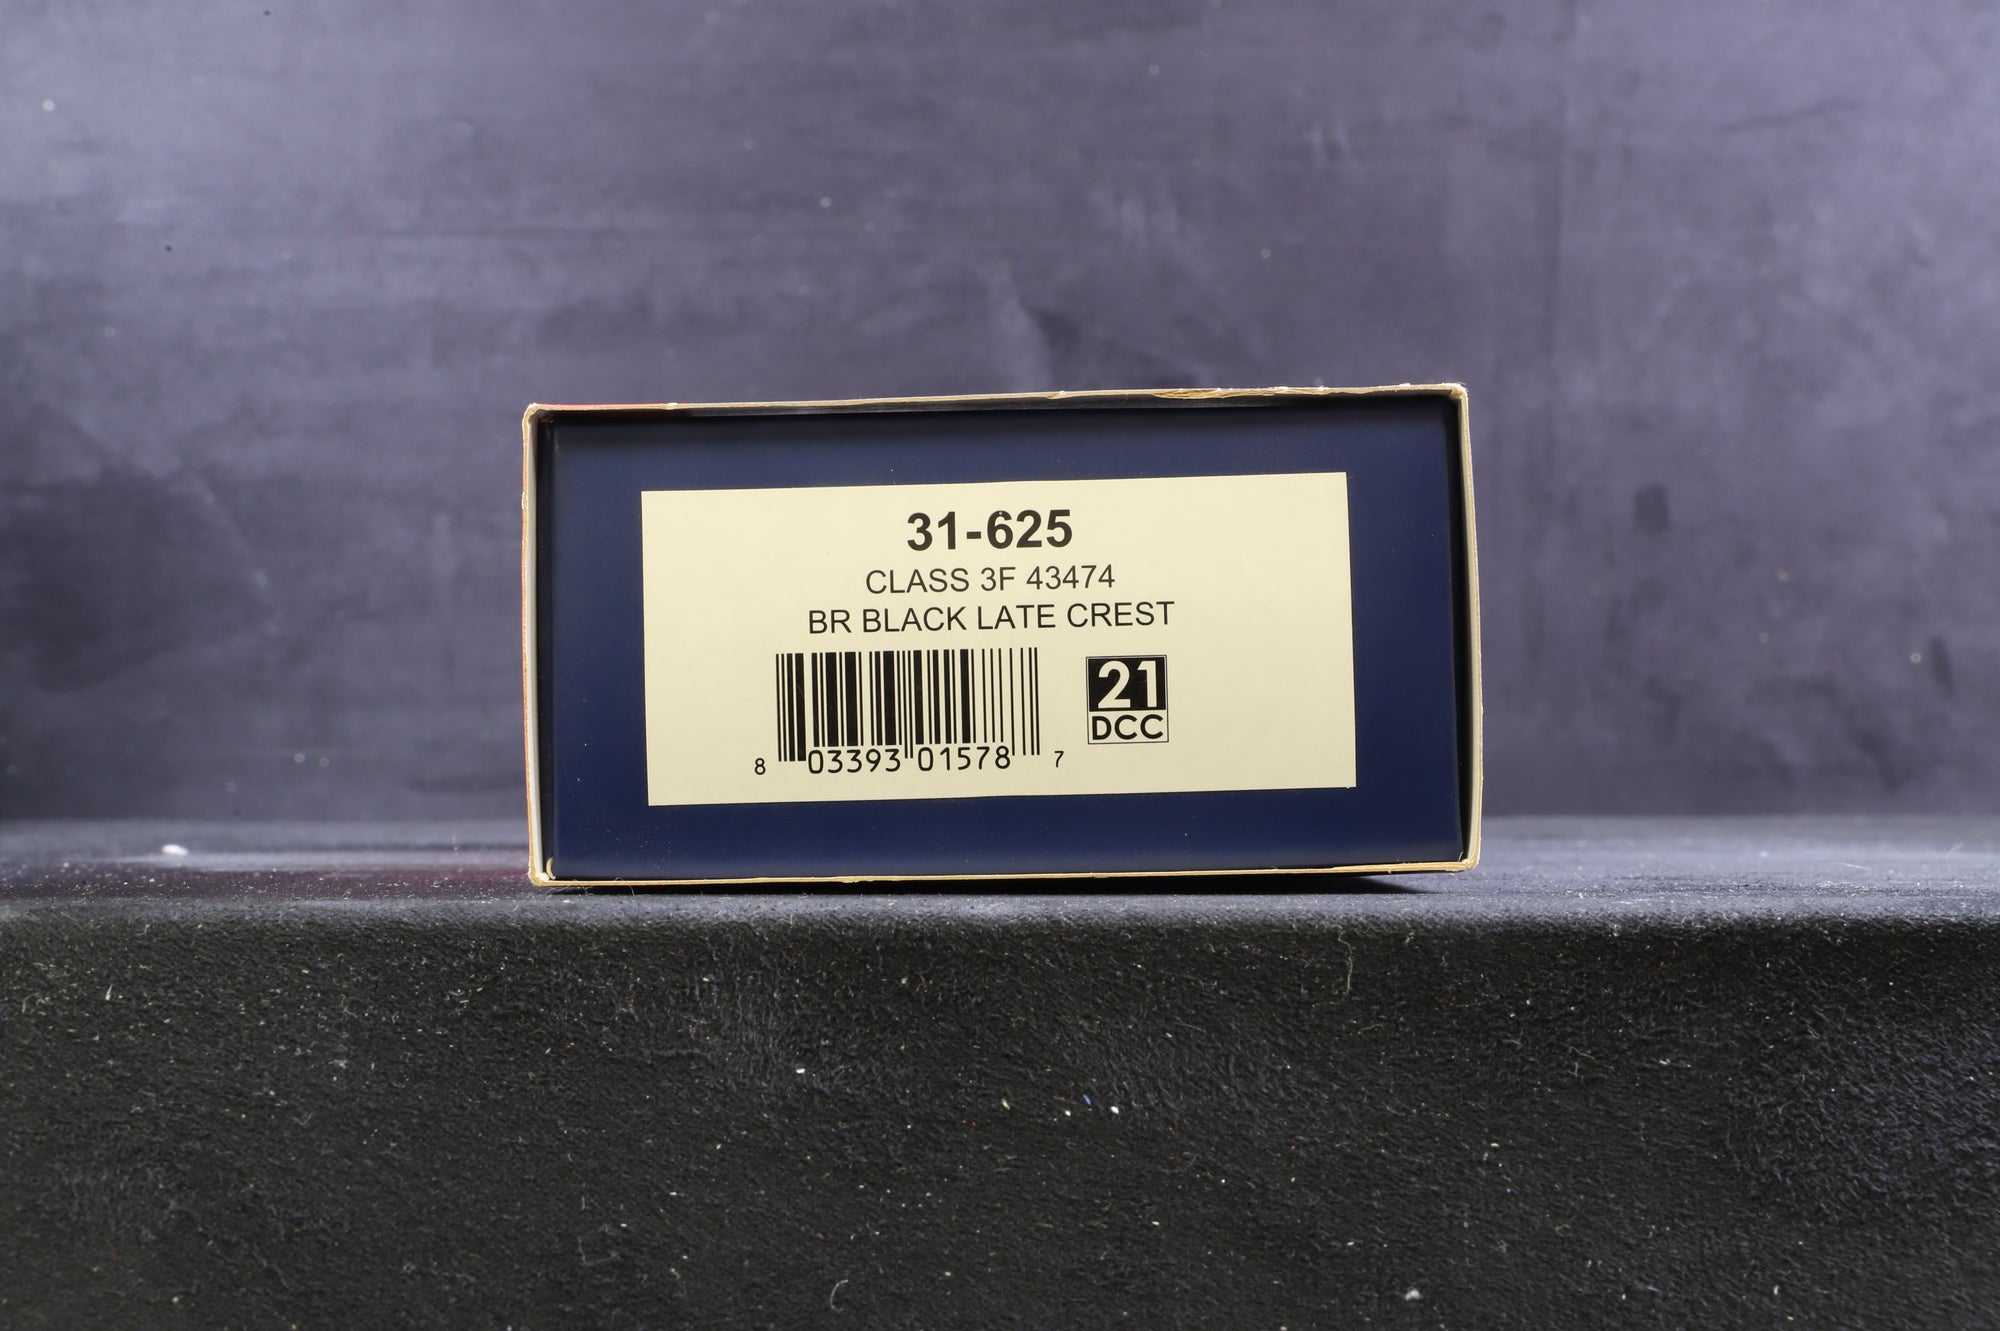 31-625
CLASS 3F 43474
BR BLACK LATE CREST
21
DCC
8 03393 01578 7